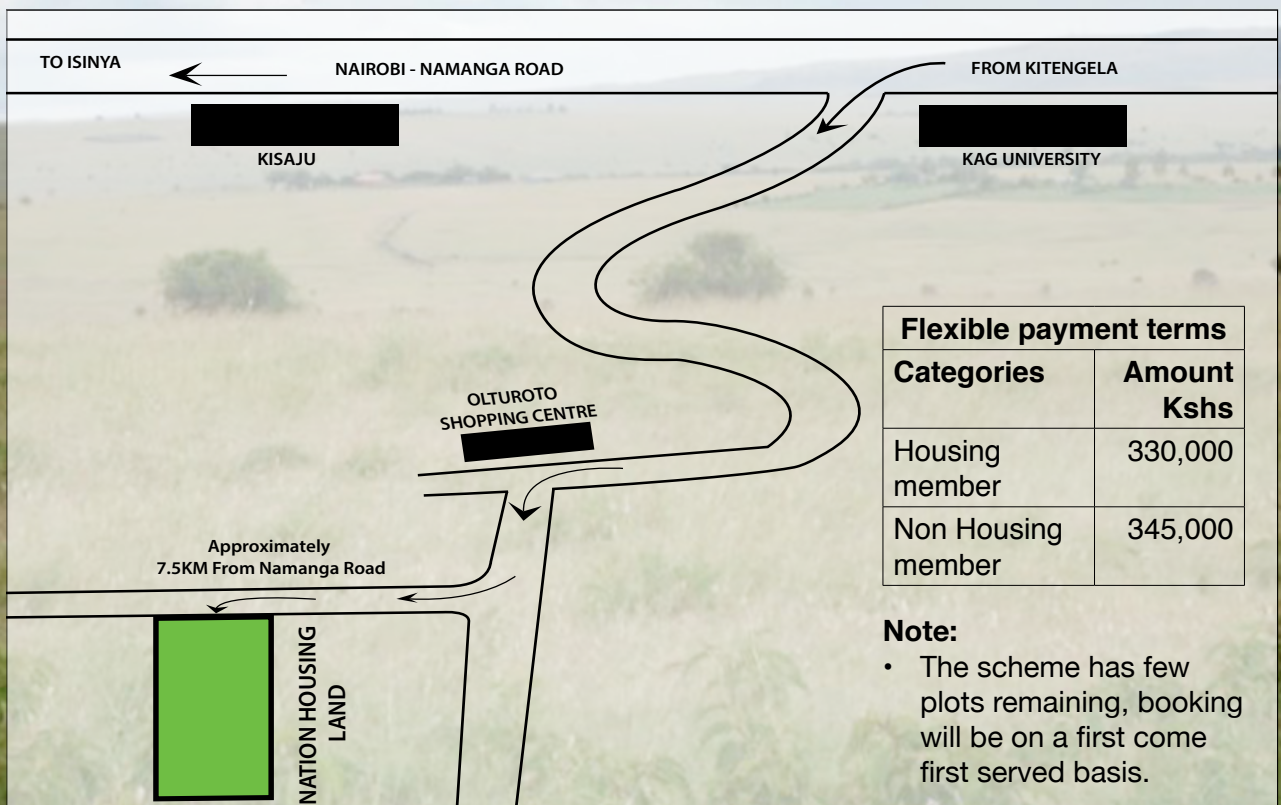 TO ISINYA
NAIROBI - NAMANGA ROAD
FROM KITENGELA
KISAJU
KAG UNIVERSITY
OLTUROTO
SHOPPING CENTRE
Approximately
7.5KM From Namanga Road
NATION HOUSING
LAND
Flexible payment terms
Categories
Amount
Kshs
Housing
member
330,000
Non Housing
member
345,000
Note:
• The scheme has few
plots remaining, booking
will be on a first come
first served basis.